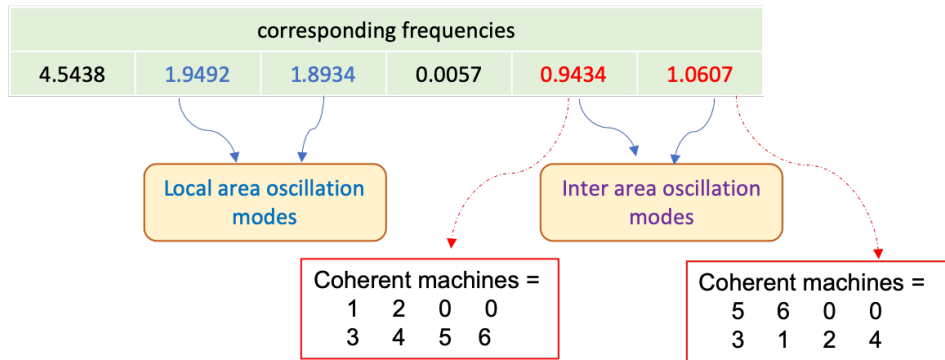 corresponding frequencies
4.5438 1.9492 1.8934 0.0057 0.9434 1.0607
Local area oscillation
modes
Inter area oscillation
modes
Coherent machines =
1 2 0 0
3 4 5 6
Coherent machines =
5 6 0 0
3 1 2 4